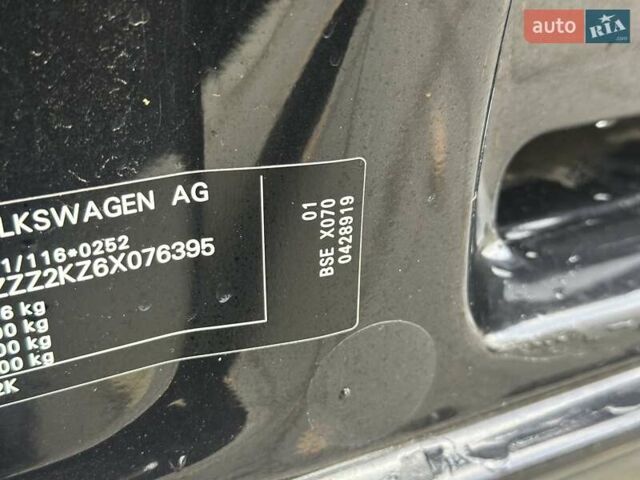 auto RIA
.com
LKSWAGEN AG
1/116*0252
ZZZ2KZ6X076395
6 kg
00 kg
00 kg
00 kg
2K
01
BSE X070
0428919